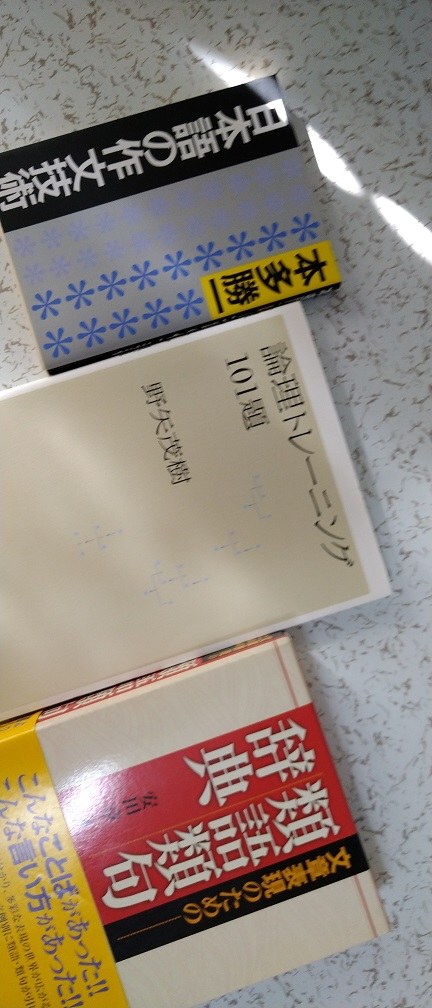 日本語の作文技術
本多勝一
論理トレーニング
101題
野矢茂樹
文章表現のための
類語類句
辞典
こんなことばがあった!!
こんな言い方があった!!